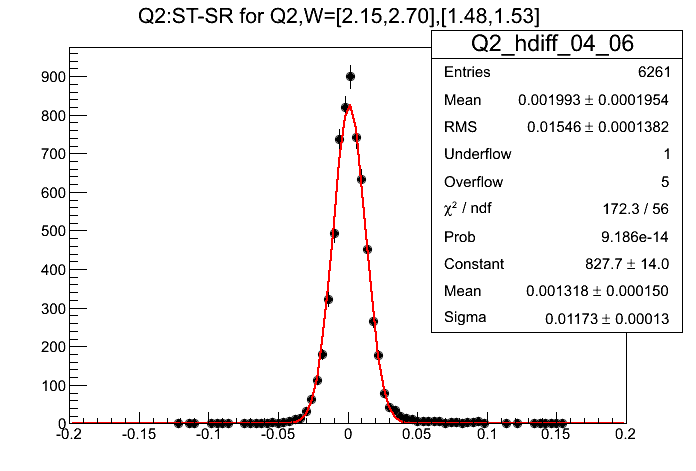 Q2:ST-SR for Q2,W=[2.15,2.70],[1.48,1.53]
Q2_hdiff_04_06
Entries 6261
Mean 0.001993 ± 0.0001954
RMS 0.01546 ± 0.0001382
Underflow 1
Overflow 5
χ² / ndf 172.3 / 56
Prob 9.186e-14
Constant 827.7 ± 14.0
Mean 0.001318 ± 0.000150
Sigma 0.01173 ± 0.00013
900
800
700
600
500
400
300
200
100
0
-0.2 -0.15 -0.1 -0.05 0 0.05 0.1 0.15 0.2